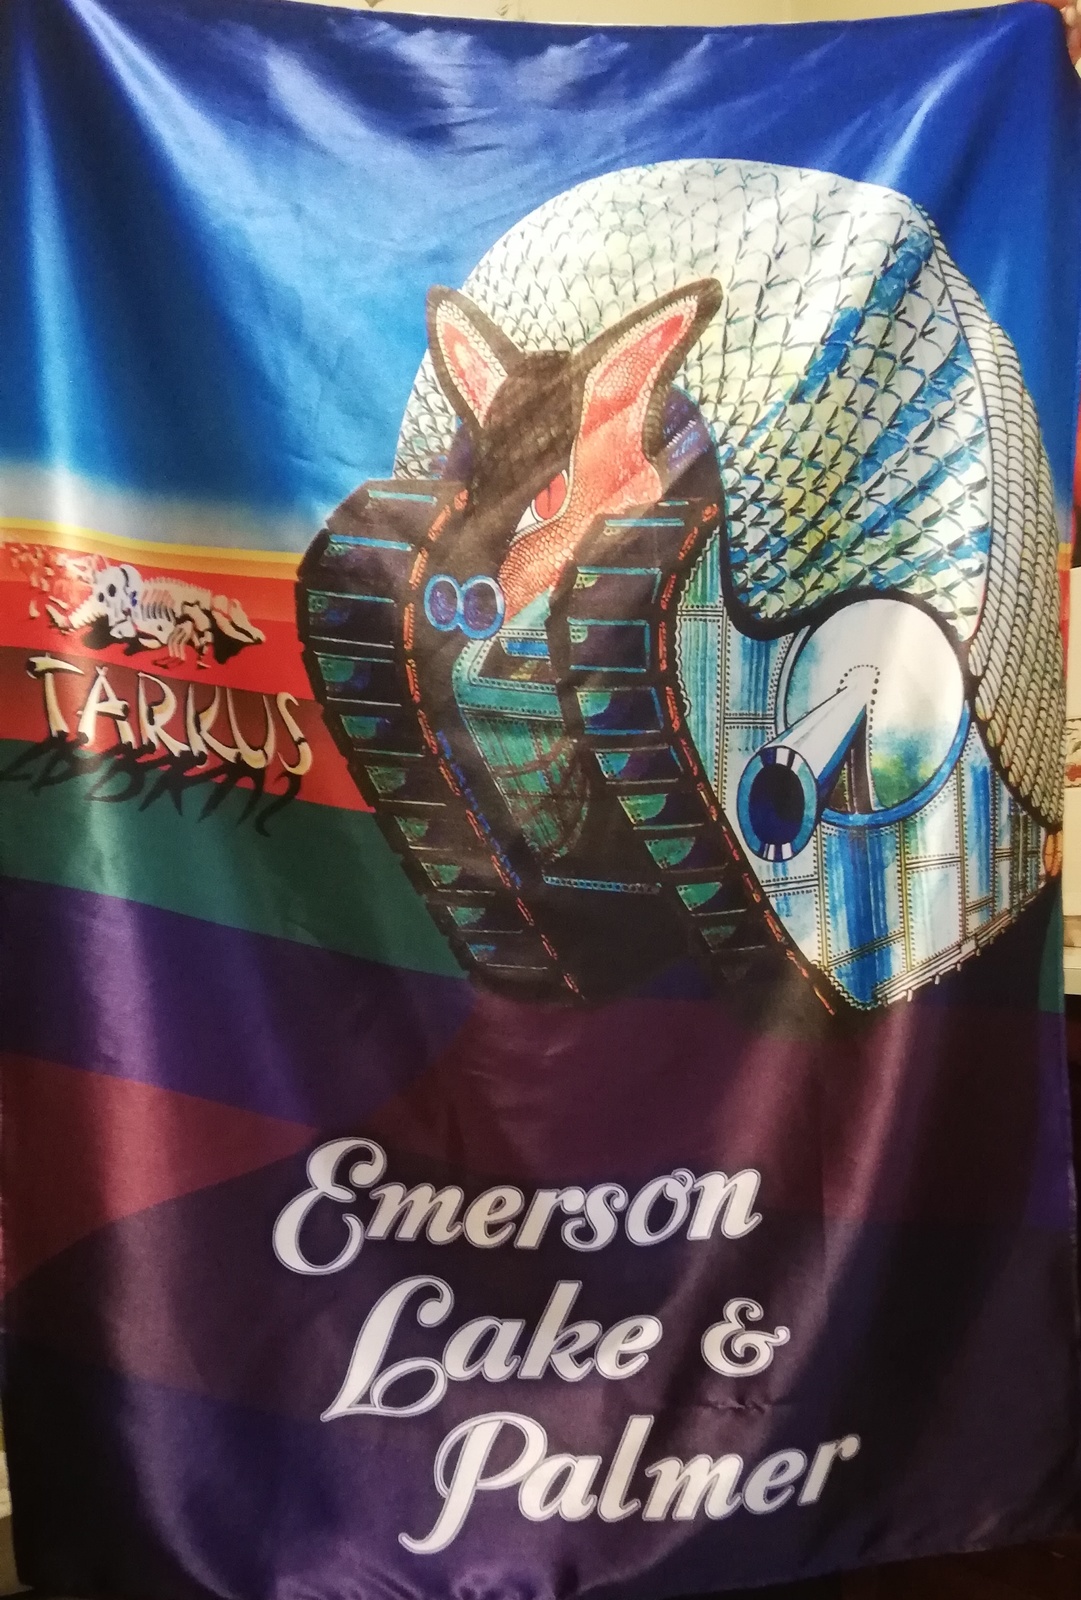 TARKUS
Emerson
Lake &
Palmer